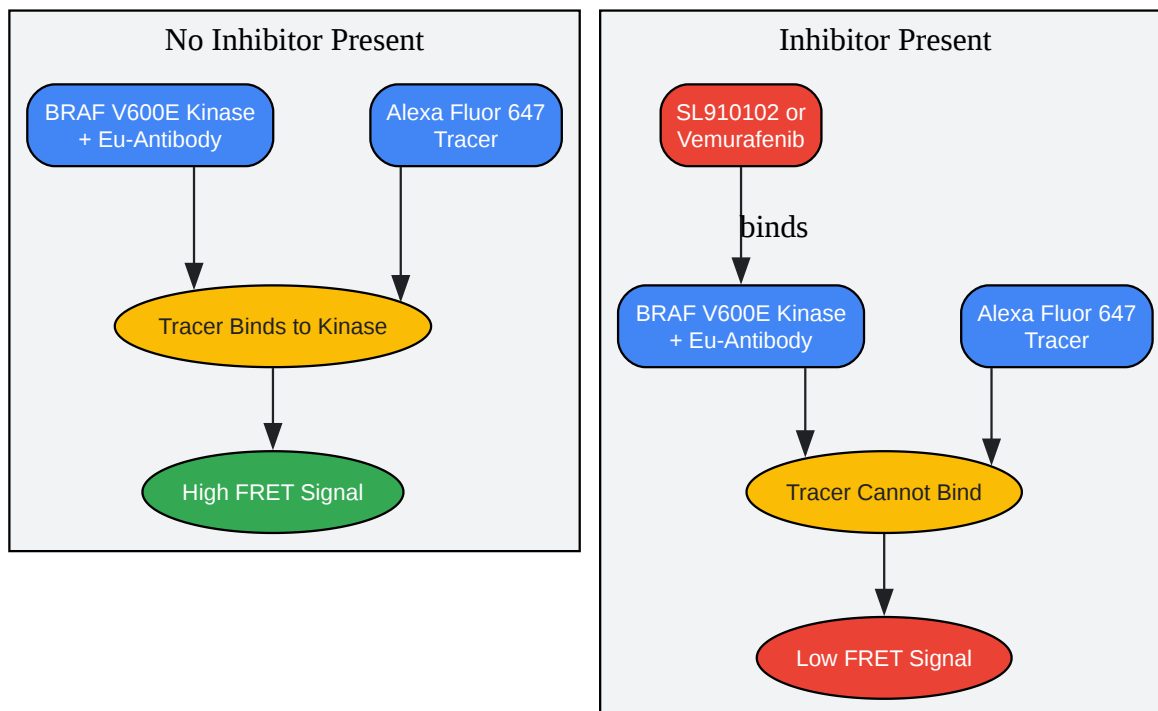 No Inhibitor Present
BRAF V600E Kinase
+ Eu-Antibody
Alexa Fluor 647
Tracer
Tracer Binds to Kinase
High FRET Signal
Inhibitor Present
SL910102 or
Vemurafenib
binds
BRAF V600E Kinase
+ Eu-Antibody
Alexa Fluor 647
Tracer
Tracer Cannot Bind
Low FRET Signal